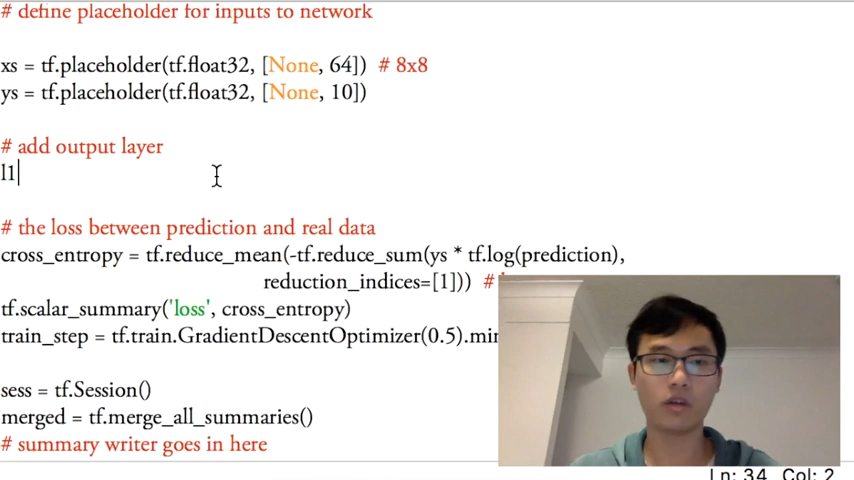 # define placeholder for inputs to network
xs = tf.placeholder(tf.float32, [None, 64]) # 8x8
ys = tf.placeholder(tf.float32, [None, 10])
# add output layer
l1
# the loss between prediction and real data
cross_entropy = tf.reduce_mean(-tf.reduce_sum(ys * tf.log(prediction),
reduction_indices=[1])) #
tf.scalar_summary('loss', cross_entropy)
train_step = tf.train.GradientDescentOptimizer(0.5).min
sess = tf.Session()
merged = tf.merge_all_summaries()
# summary writer goes in here
Ln: 34 Col: 2